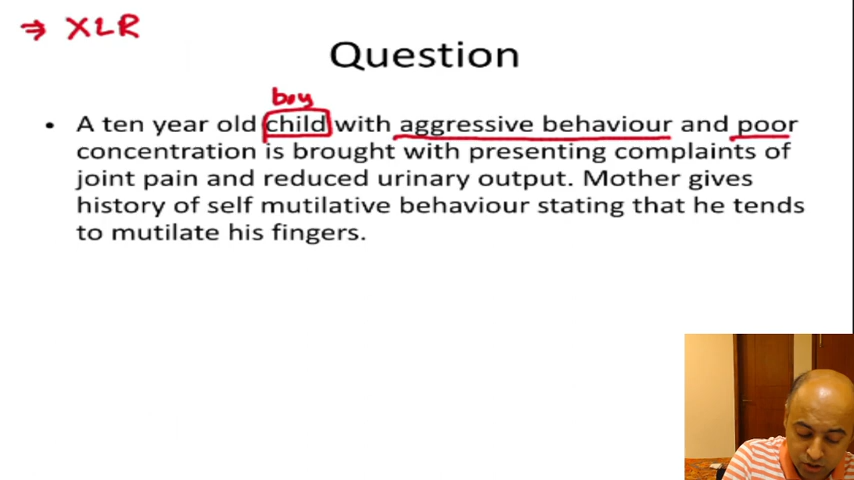 ⇒ XLR
Question
boy
• A ten year old child with aggressive behaviour and poor
concentration is brought with presenting complaints of
joint pain and reduced urinary output. Mother gives
history of self mutilative behaviour stating that he tends
to mutilate his fingers.